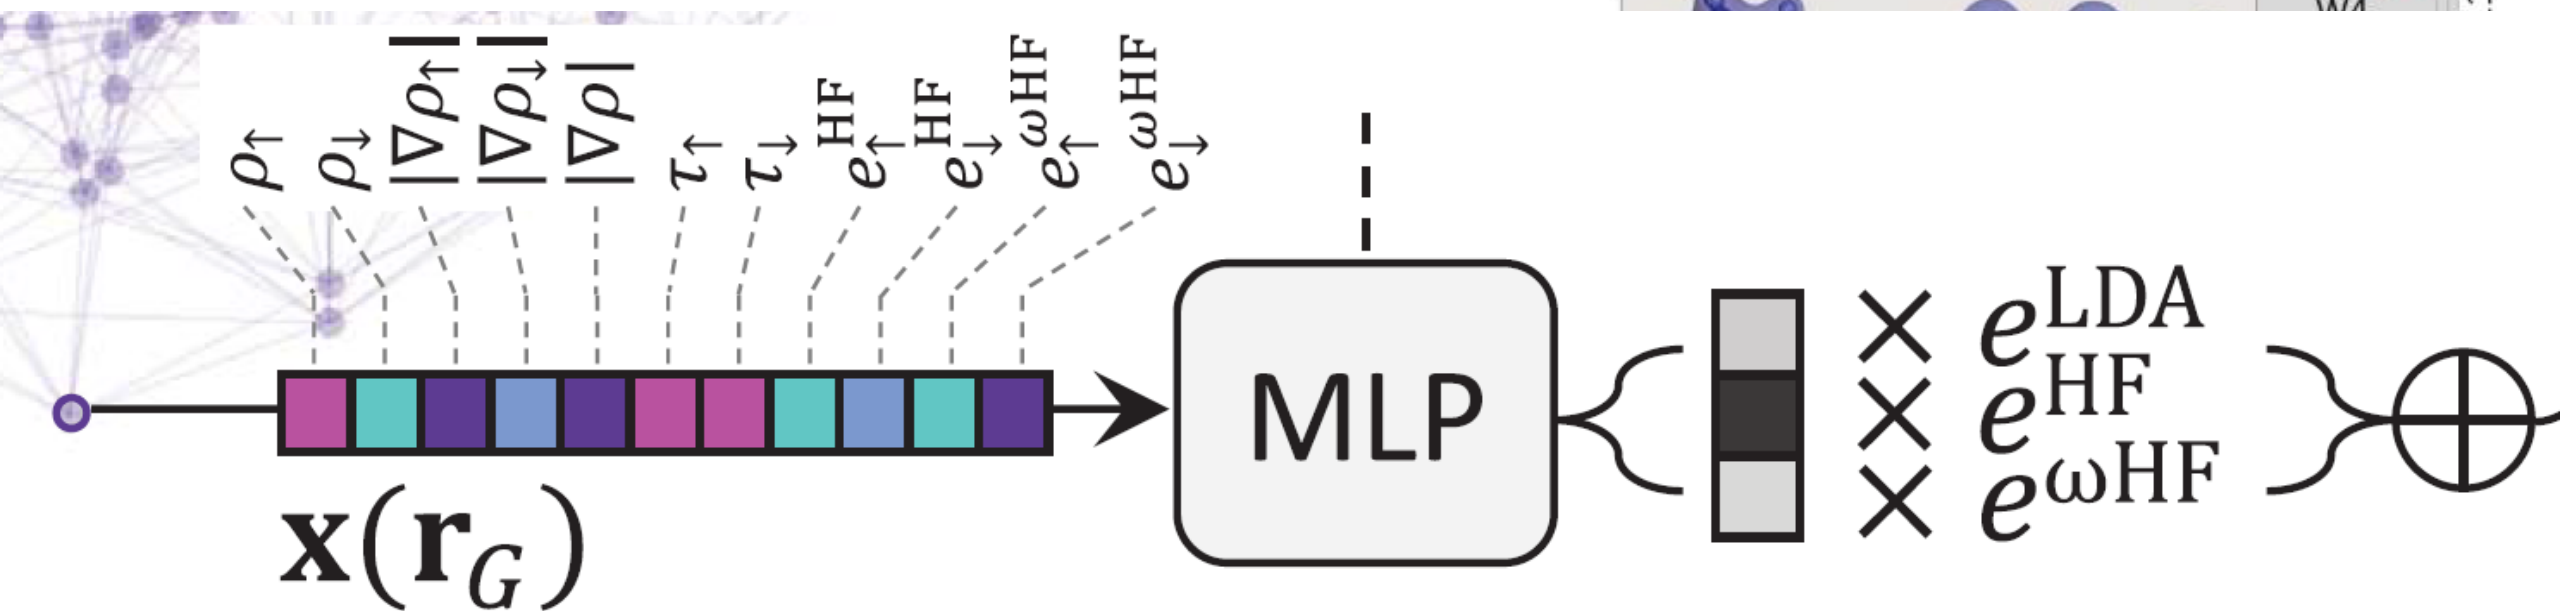 ρ↑
ρ↓
|∇ρ↑|
|∇ρ↓|
|∇ρ|
τ↑
τ↓
e↑^HF
e↓^HF
e↑^ωHF
e↓^ωHF
x(r_G)
MLP
× e^LDA
× e^HF
× e^ωHF